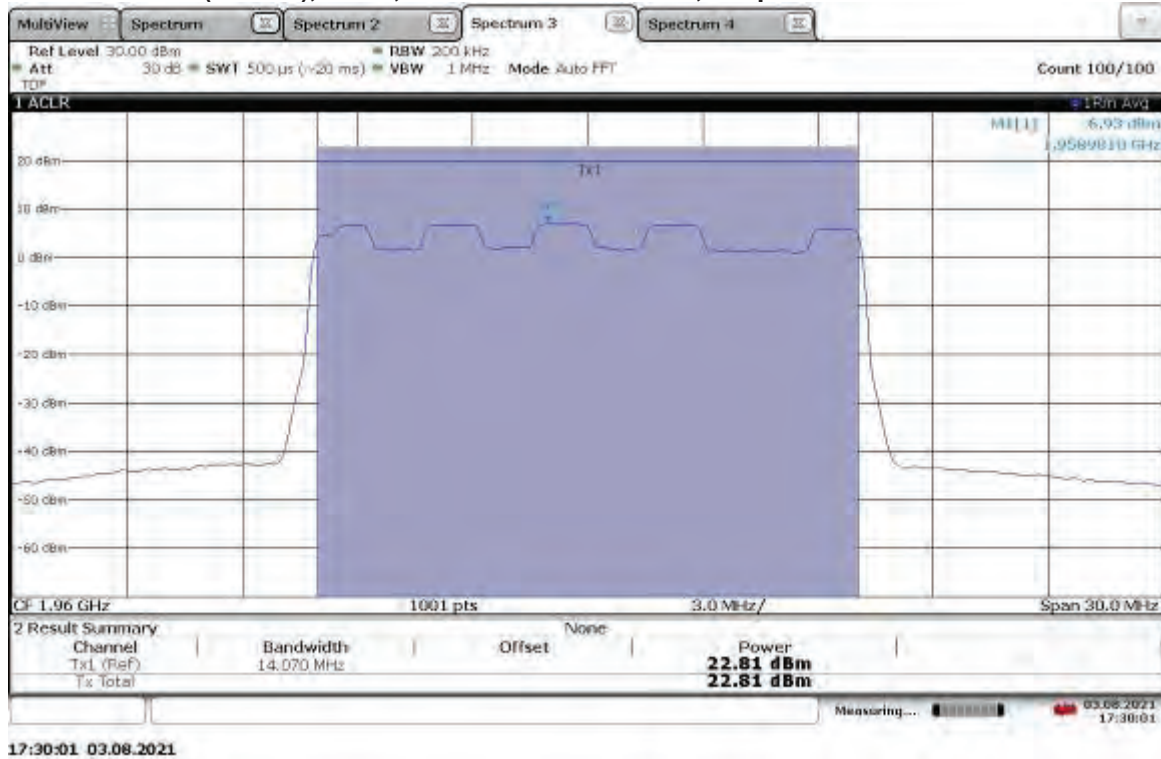 MultiView Spectrum Spectrum 2 Spectrum 3 Spectrum 4
Ref Level 30.00 dBm RBW 200 kHz
Att 30 dB SWT 500 µs (~20 ms) VBW 1 MHz Mode Auto FFT Count 100/100
TDF
1 ACLR 1Rm Avg
M1[1] 6.93 dBm
1.9589810 GHz
20 dBm
Tx1
10 dBm
0 dBm
-10 dBm
-20 dBm
-30 dBm
-40 dBm
-50 dBm
-60 dBm
CF 1.96 GHz 1001 pts 3.0 MHz/ Span 30.0 MHz
2 Result Summary None
Channel Bandwidth Offset Power
Tx1 (Ref) 14.070 MHz 22.81 dBm
Tx Total 22.81 dBm
Measuring... 03.08.2021
17:30:01
17:30:01 03.08.2021